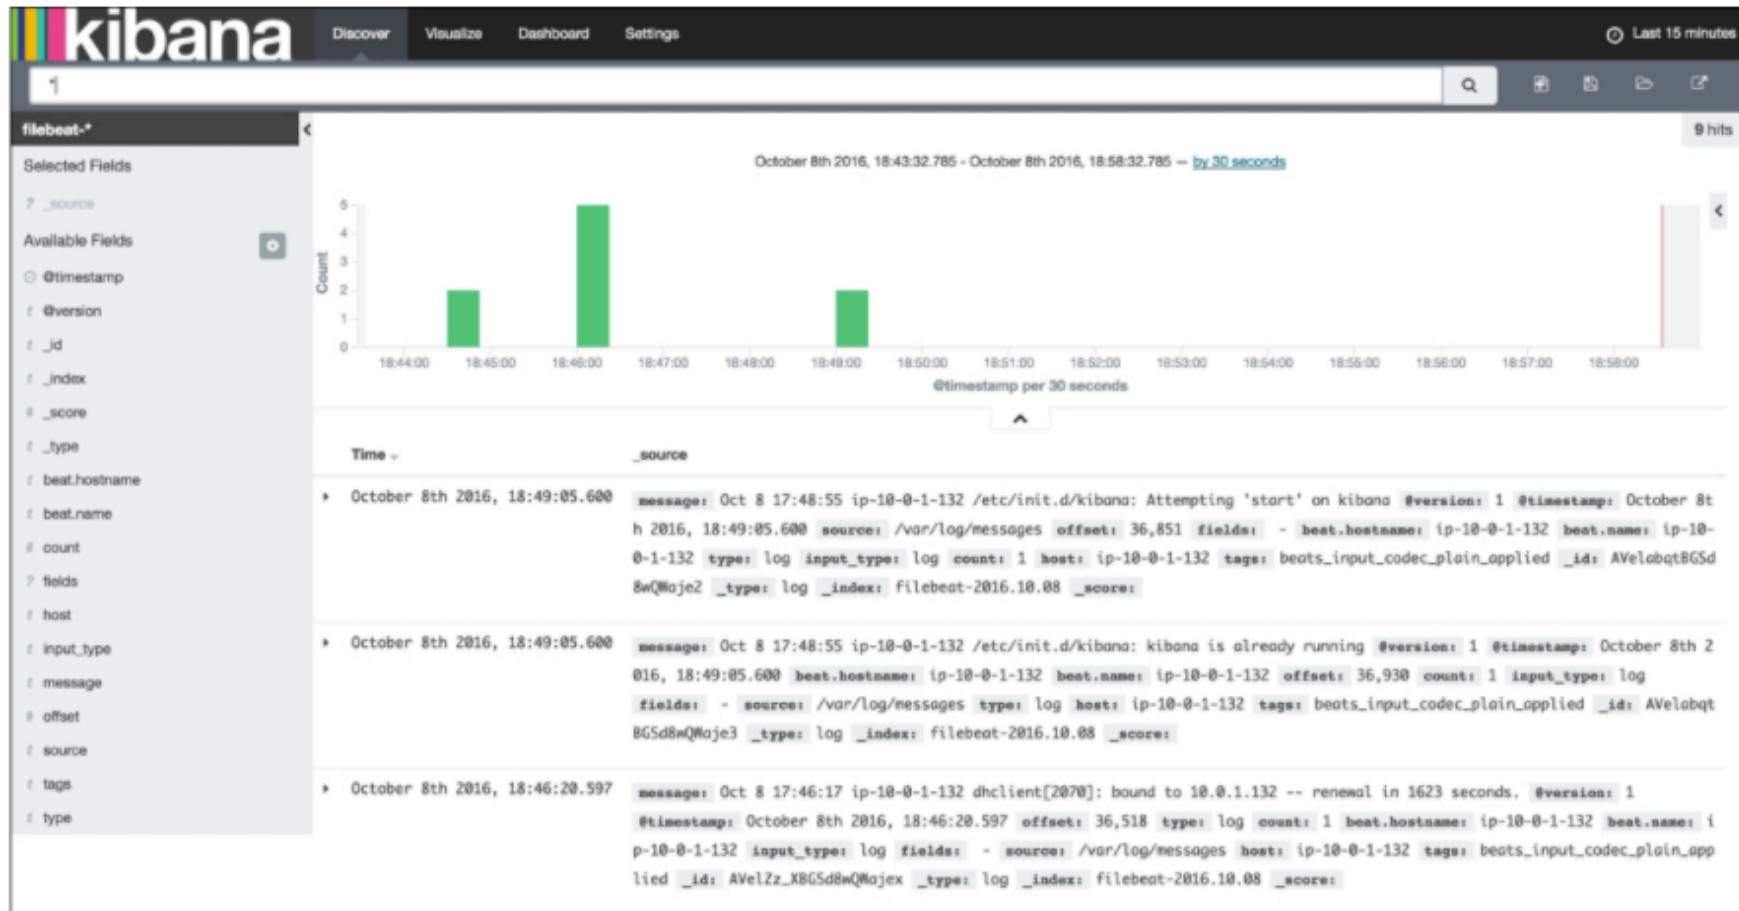 kibana Discover Visualize Dashboard Settings Last 15 minutes
*
filebeat-*
9 hits
Selected Fields
October 8th 2016, 18:43:32.785 - October 8th 2016, 18:58:32.785 — by 30 seconds
? _source
Available Fields
@timestamp
t @version
t _id
t _index
# _score
t _type
t beat.hostname
t beat.name
# count
? fields
t host
t input_type
t message
# offset
t source
t tags
t type
Count
5
4
3
2
1
0
18:44:00 18:45:00 18:46:00 18:47:00 18:48:00 18:49:00 18:50:00 18:51:00 18:52:00 18:53:00 18:54:00 18:55:00 18:56:00 18:57:00 18:58:00
@timestamp per 30 seconds
Time _source
October 8th 2016, 18:49:05.600 message: Oct 8 17:48:55 ip-10-0-1-132 /etc/init.d/kibana: Attempting 'start' on kibana @version: 1 @timestamp: October 8t
h 2016, 18:49:05.600 source: /var/log/messages offset: 36,851 fields: - beat.hostname: ip-10-0-1-132 beat.name: ip-10-
0-1-132 type: log input_type: log count: 1 host: ip-10-0-1-132 tags: beats_input_codec_plain_applied _id: AVelabqtBGSd
8wQWaje2 _type: log _index: filebeat-2016.10.08 _score:
October 8th 2016, 18:49:05.600 message: Oct 8 17:48:55 ip-10-0-1-132 /etc/init.d/kibana: kibana is already running @version: 1 @timestamp: October 8th 2
016, 18:49:05.600 beat.hostname: ip-10-0-1-132 beat.name: ip-10-0-1-132 offset: 36,930 count: 1 input_type: log
fields: - source: /var/log/messages type: log host: ip-10-0-1-132 tags: beats_input_codec_plain_applied _id: AVelabqt
BGSd8wQWaje3 _type: log _index: filebeat-2016.10.08 _score:
October 8th 2016, 18:46:20.597 message: Oct 8 17:46:17 ip-10-0-1-132 dhclient[2070]: bound to 10.0.1.132 -- renewal in 1623 seconds. @version: 1
@timestamp: October 8th 2016, 18:46:20.597 offset: 36,518 type: log count: 1 beat.hostname: ip-10-0-1-132 beat.name: i
p-10-0-1-132 input_type: log fields: - source: /var/log/messages host: ip-10-0-1-132 tags: beats_input_codec_plain_app
lied _id: AVelZz_XBGSd8wQWajex _type: log _index: filebeat-2016.10.08 _score: